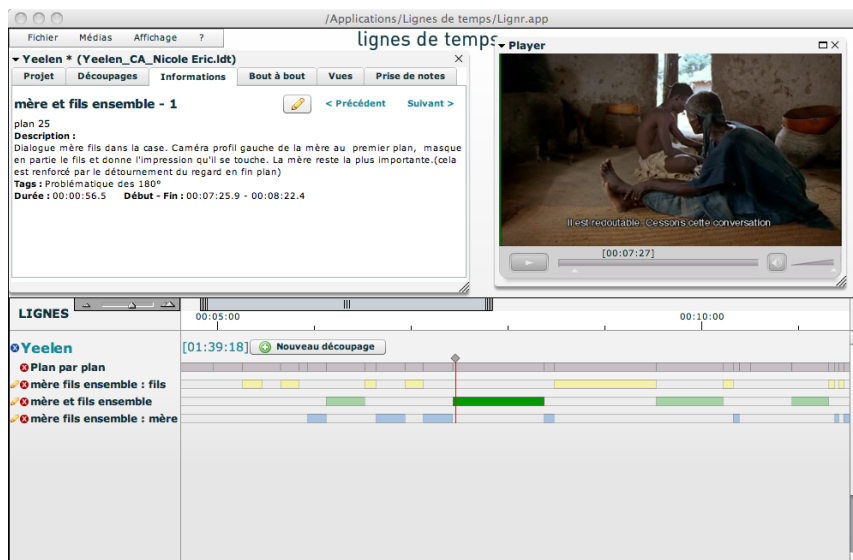 /Applications/Lignes de temps/Lignr.app
Fichier Médias Affichage ?
lignes de temps
Yeelen * (Yeelen_CA_Nicole Eric.ldt)
Projet Découpages Informations Bout à bout Vues Prise de notes
mère et fils ensemble - 1
< Précédent Suivant >
plan 25
Description :
Dialogue mère fils dans la case. Caméra profil gauche de la mère au premier plan, masque
en partie le fils et donne l'impression qu'il se touche. La mère reste la plus importante.(cela
est renforcé par le détournement du regard en fin plan)
Tags : Problématique des 180°
Durée : 00:00:56.5 Début - Fin : 00:07:25.9 - 00:08:22.4
Player
Il est redoutable. Cessons cette conversation
[00:07:27]
LIGNES
00:05:00 00:10:00
Yeelen
[01:39:18] Nouveau découpage
Plan par plan
mère fils ensemble : fils
mère et fils ensemble
mère fils ensemble : mère